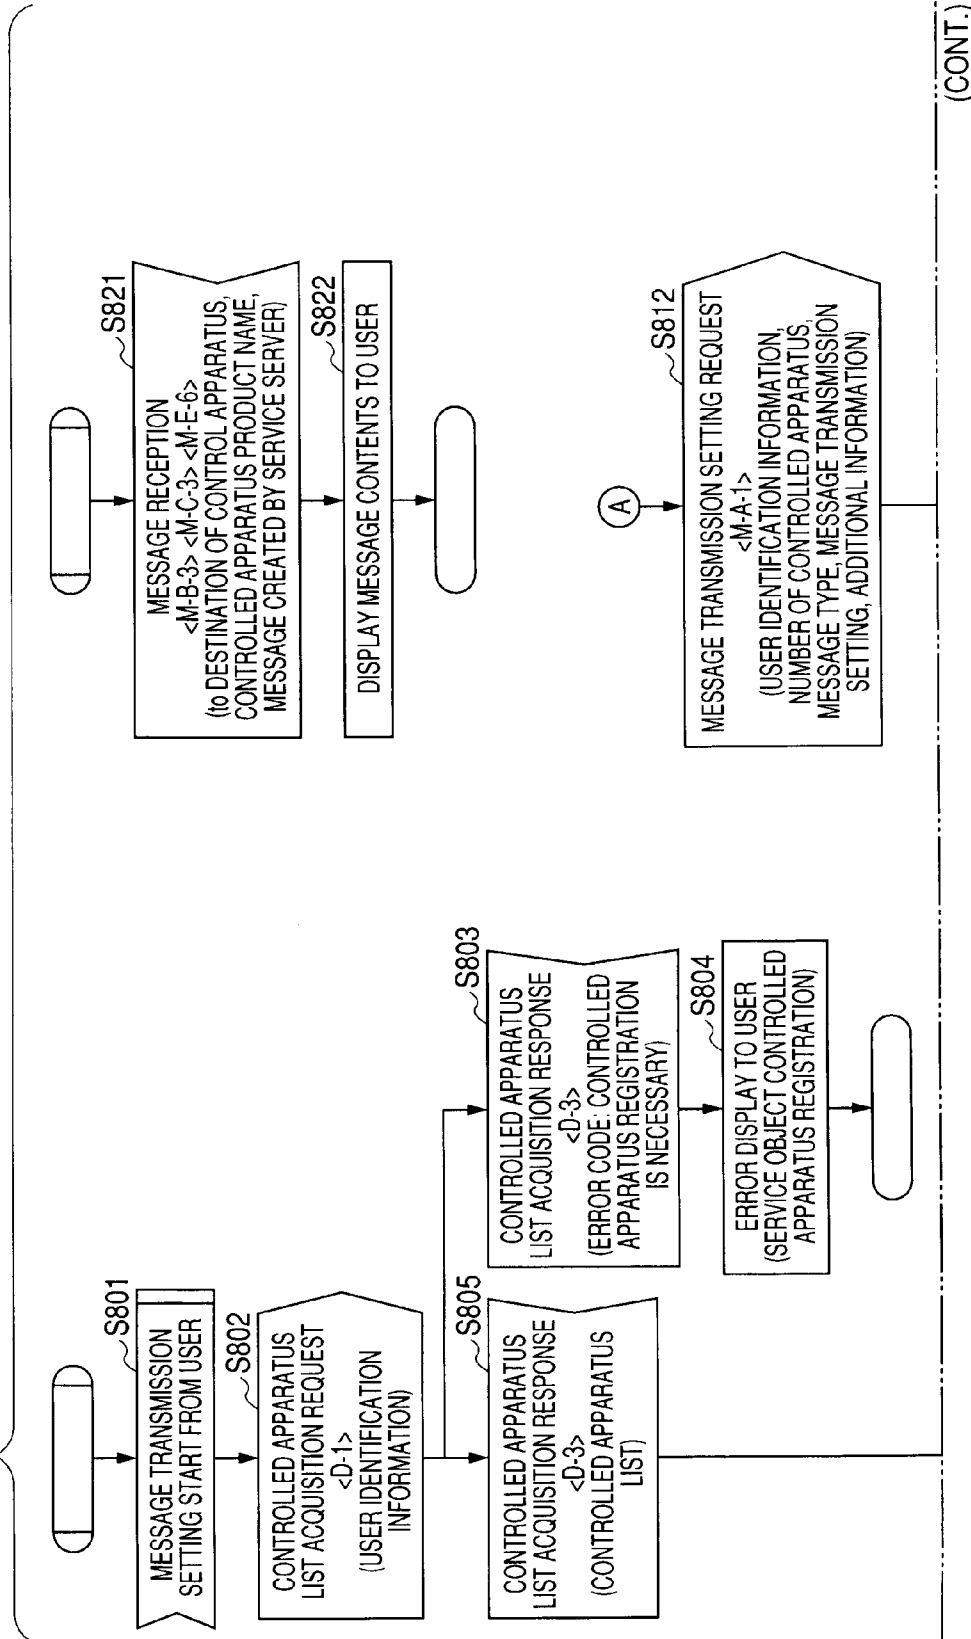 S801
MESSAGE TRANSMISSION
SETTING START FROM USER
S802
CONTROLLED APPARATUS
LIST ACQUISITION REQUEST
<D-1>
(USER IDENTIFICATION
INFORMATION)
S805
CONTROLLED APPARATUS
LIST ACQUISITION RESPONSE
<D-3>
(CONTROLLED APPARATUS
LIST)
S803
CONTROLLED APPARATUS
LIST ACQUISITION RESPONSE
<D-3>
(ERROR CODE: CONTROLLED
APPARATUS REGISTRATION
IS NECESSARY)
S804
ERROR DISPLAY TO USER
(SERVICE OBJECT CONTROLLED
APPARATUS REGISTRATION)
S821
MESSAGE RECEPTION
<M-B-3> <M-C-3> <M-E-6>
(to DESTINATION OF CONTROL APPARATUS,
CONTROLLED APPARATUS PRODUCT NAME,
MESSAGE CREATED BY SERVICE SERVER)
S822
DISPLAY MESSAGE CONTENTS TO USER
A
S812
MESSAGE TRANSMISSION SETTING REQUEST
<M-A-1>
(USER IDENTIFICATION INFORMATION,
NUMBER OF CONTROLLED APPARATUS,
MESSAGE TYPE, MESSAGE TRANSMISSION
SETTING, ADDITIONAL INFORMATION)
(CONT.)